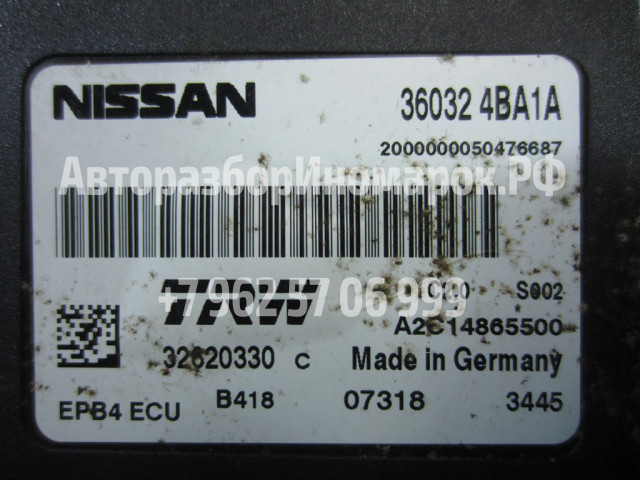 NISSAN 36032 4BA1A
2000000050476687
АвторазборИномарок.РФ
+7962 57 06 999
TRW S002
A2C14865500
32620330 C Made in Germany
EPB4 ECU B418 07318 3445